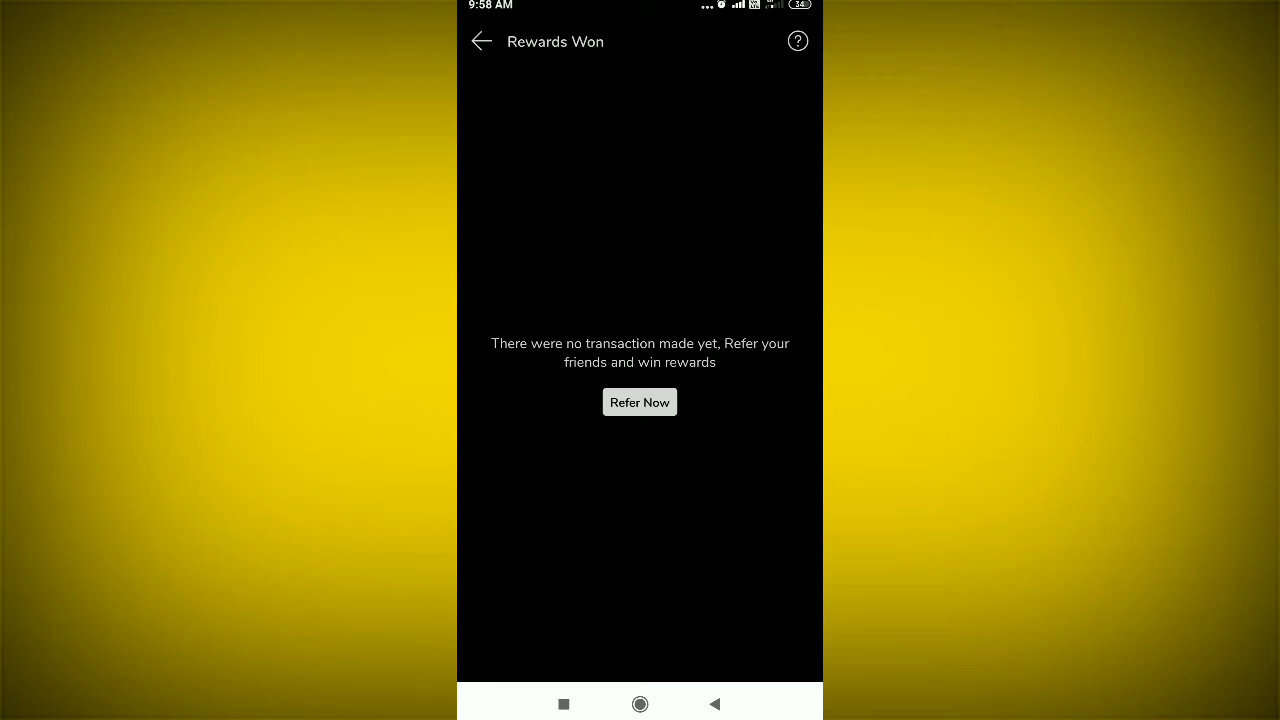 9:58 AM
34
Rewards Won
?
There were no transaction made yet, Refer your
friends and win rewards
Refer Now